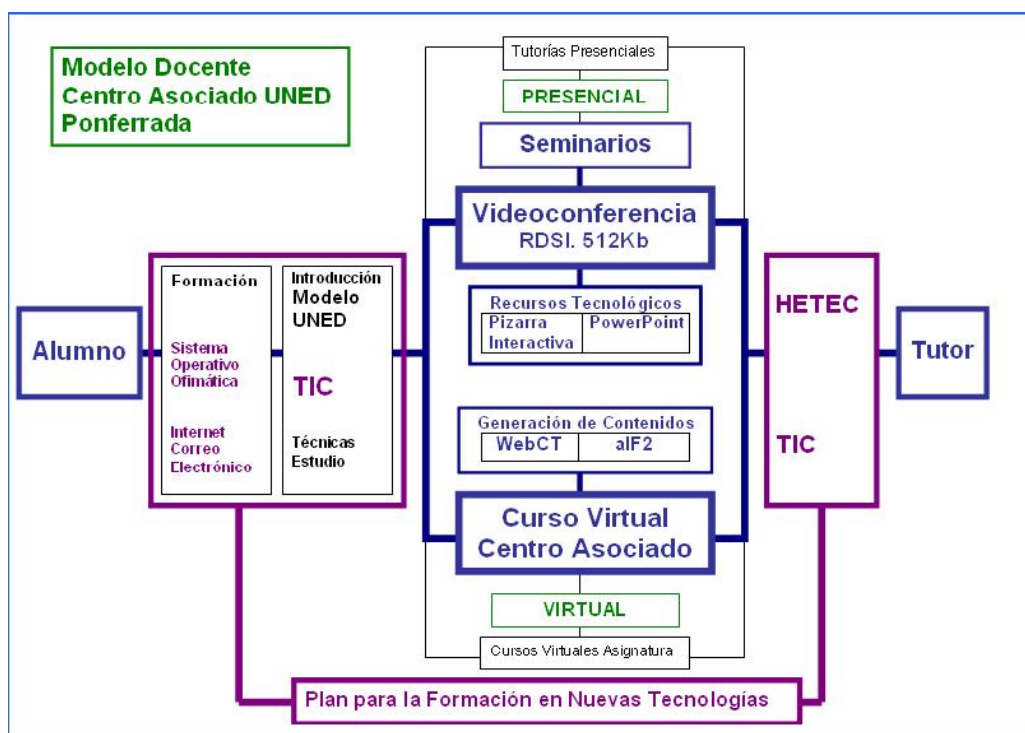 Modelo Docente
Centro Asociado UNED
Ponferrada
Tutorías Presenciales
PRESENCIAL
Seminarios
Videoconferencia
RDSI. 512Kb
Recursos Tecnológicos
Pizarra
Interactiva
PowerPoint
Alumno
Formación
Sistema
Operativo
Ofimática
Internet
Correo
Electrónico
Introducción
Modelo
UNED
TIC
Técnicas
Estudio
Generación de Contenidos
WebCT
aIF2
Curso Virtual
Centro Asociado
VIRTUAL
Cursos Virtuales Asignatura
HETEC
TIC
Tutor
Plan para la Formación en Nuevas Tecnologías